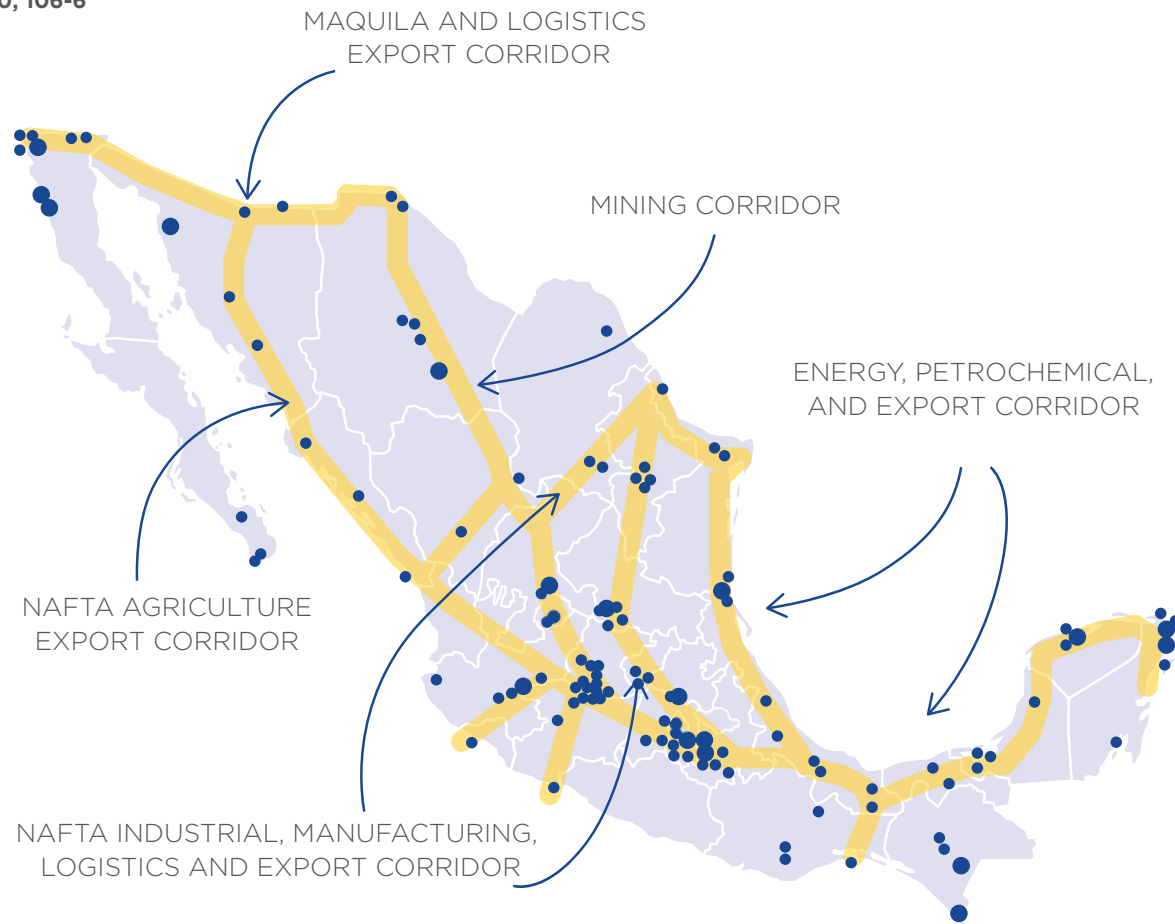 MAQUILA AND LOGISTICS
EXPORT CORRIDOR
MINING CORRIDOR
ENERGY, PETROCHEMICAL,
AND EXPORT CORRIDOR
NAFTA AGRICULTURE
EXPORT CORRIDOR
NAFTA INDUSTRIAL, MANUFACTURING,
LOGISTICS AND EXPORT CORRIDOR